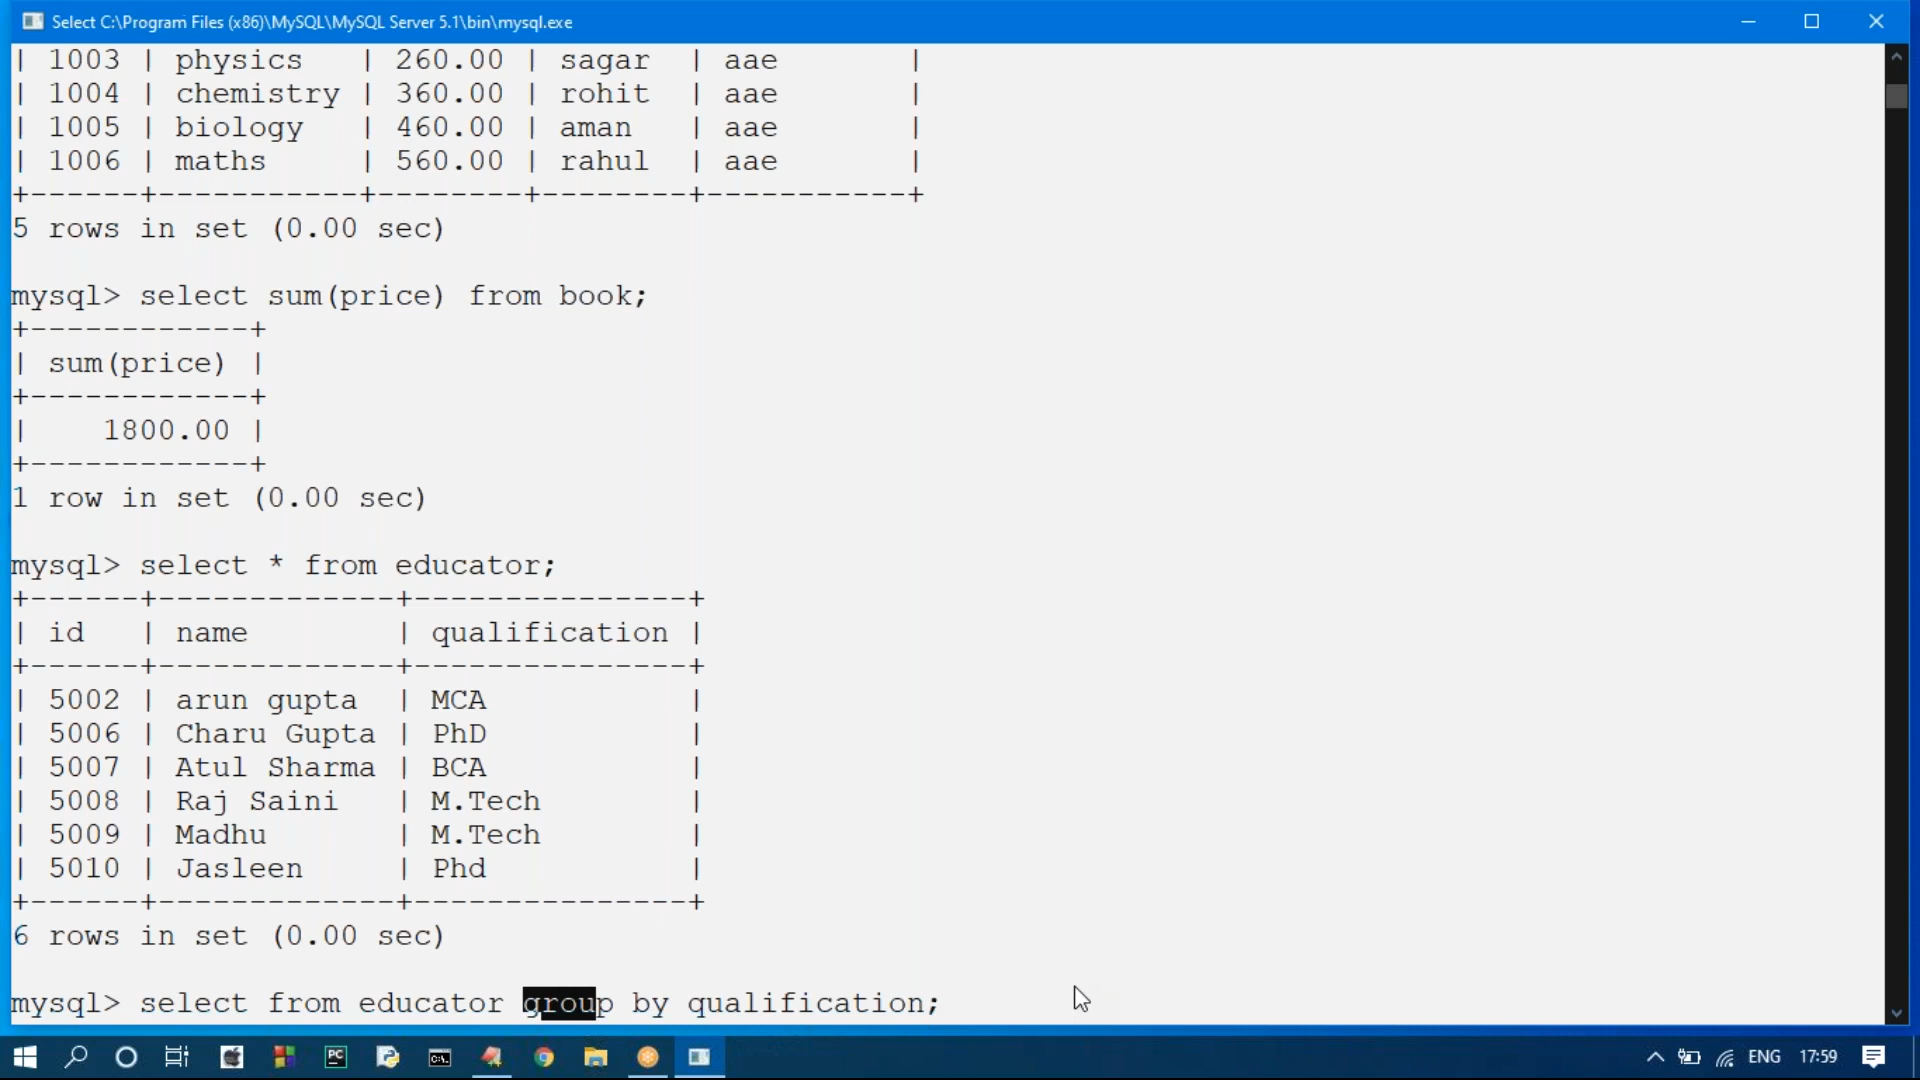 Select C:\Program Files (x86)\MySQL\MySQL Server 5.1\bin\mysql.exe
| 1003 | physics   | 260.00 | sagar  | aae       |
| 1004 | chemistry | 360.00 | rohit  | aae       |
| 1005 | biology   | 460.00 | aman   | aae       |
| 1006 | maths     | 560.00 | rahul  | aae       |
+------+-----------+--------+--------+-----------+
5 rows in set (0.00 sec)
mysql> select sum(price) from book;
+------------+
| sum(price) |
+------------+
|    1800.00 |
+------------+
1 row in set (0.00 sec)
mysql> select * from educator;
+------+-------------+---------------+
| id   | name        | qualification |
+------+-------------+---------------+
| 5002 | arun gupta  | MCA           |
| 5006 | Charu Gupta | PhD           |
| 5007 | Atul Sharma | BCA           |
| 5008 | Raj Saini   | M.Tech        |
| 5009 | Madhu       | M.Tech        |
| 5010 | Jasleen     | Phd           |
+------+-------------+---------------+
6 rows in set (0.00 sec)
mysql> select from educator group by qualification;
PC
C:\.
ENG 17:59